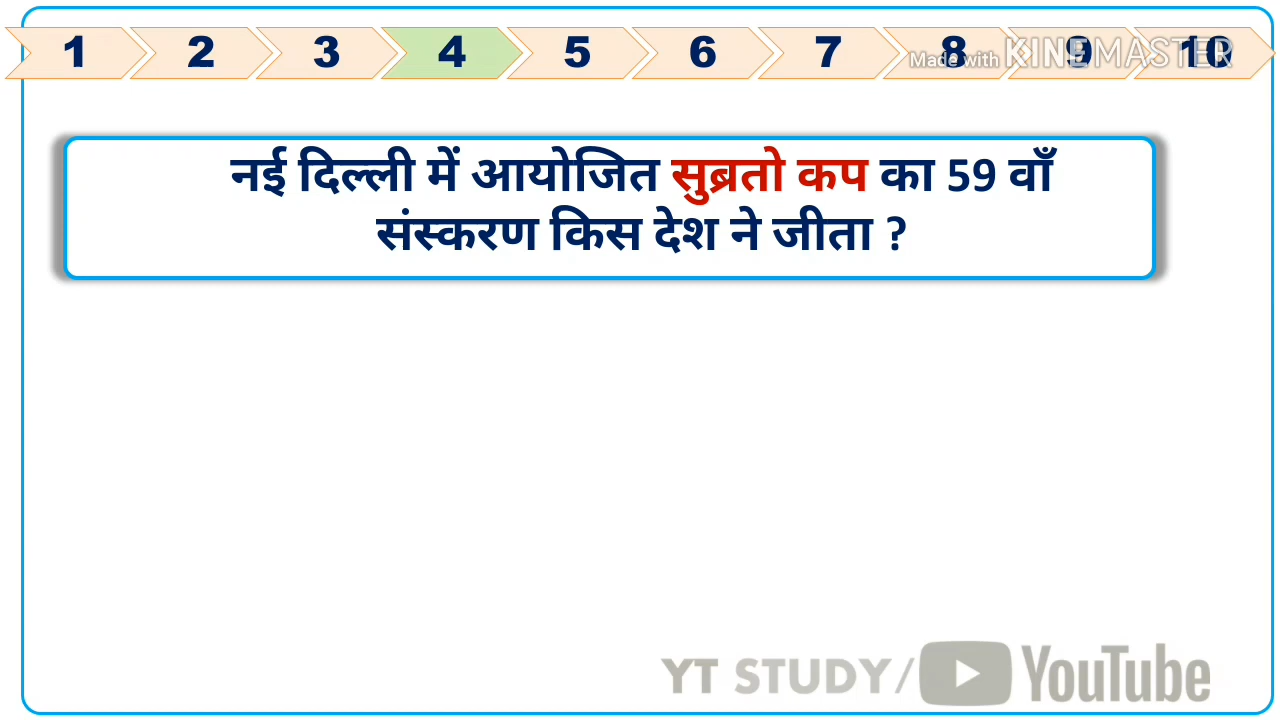 1 2 3 4 5 6 7 8 9 10
Made with KINEMASTER
नई दिल्ली में आयोजित सुब्रतो कप का 59 वाँ
संस्करण किस देश ने जीता ?
YT STUDY/ YouTube